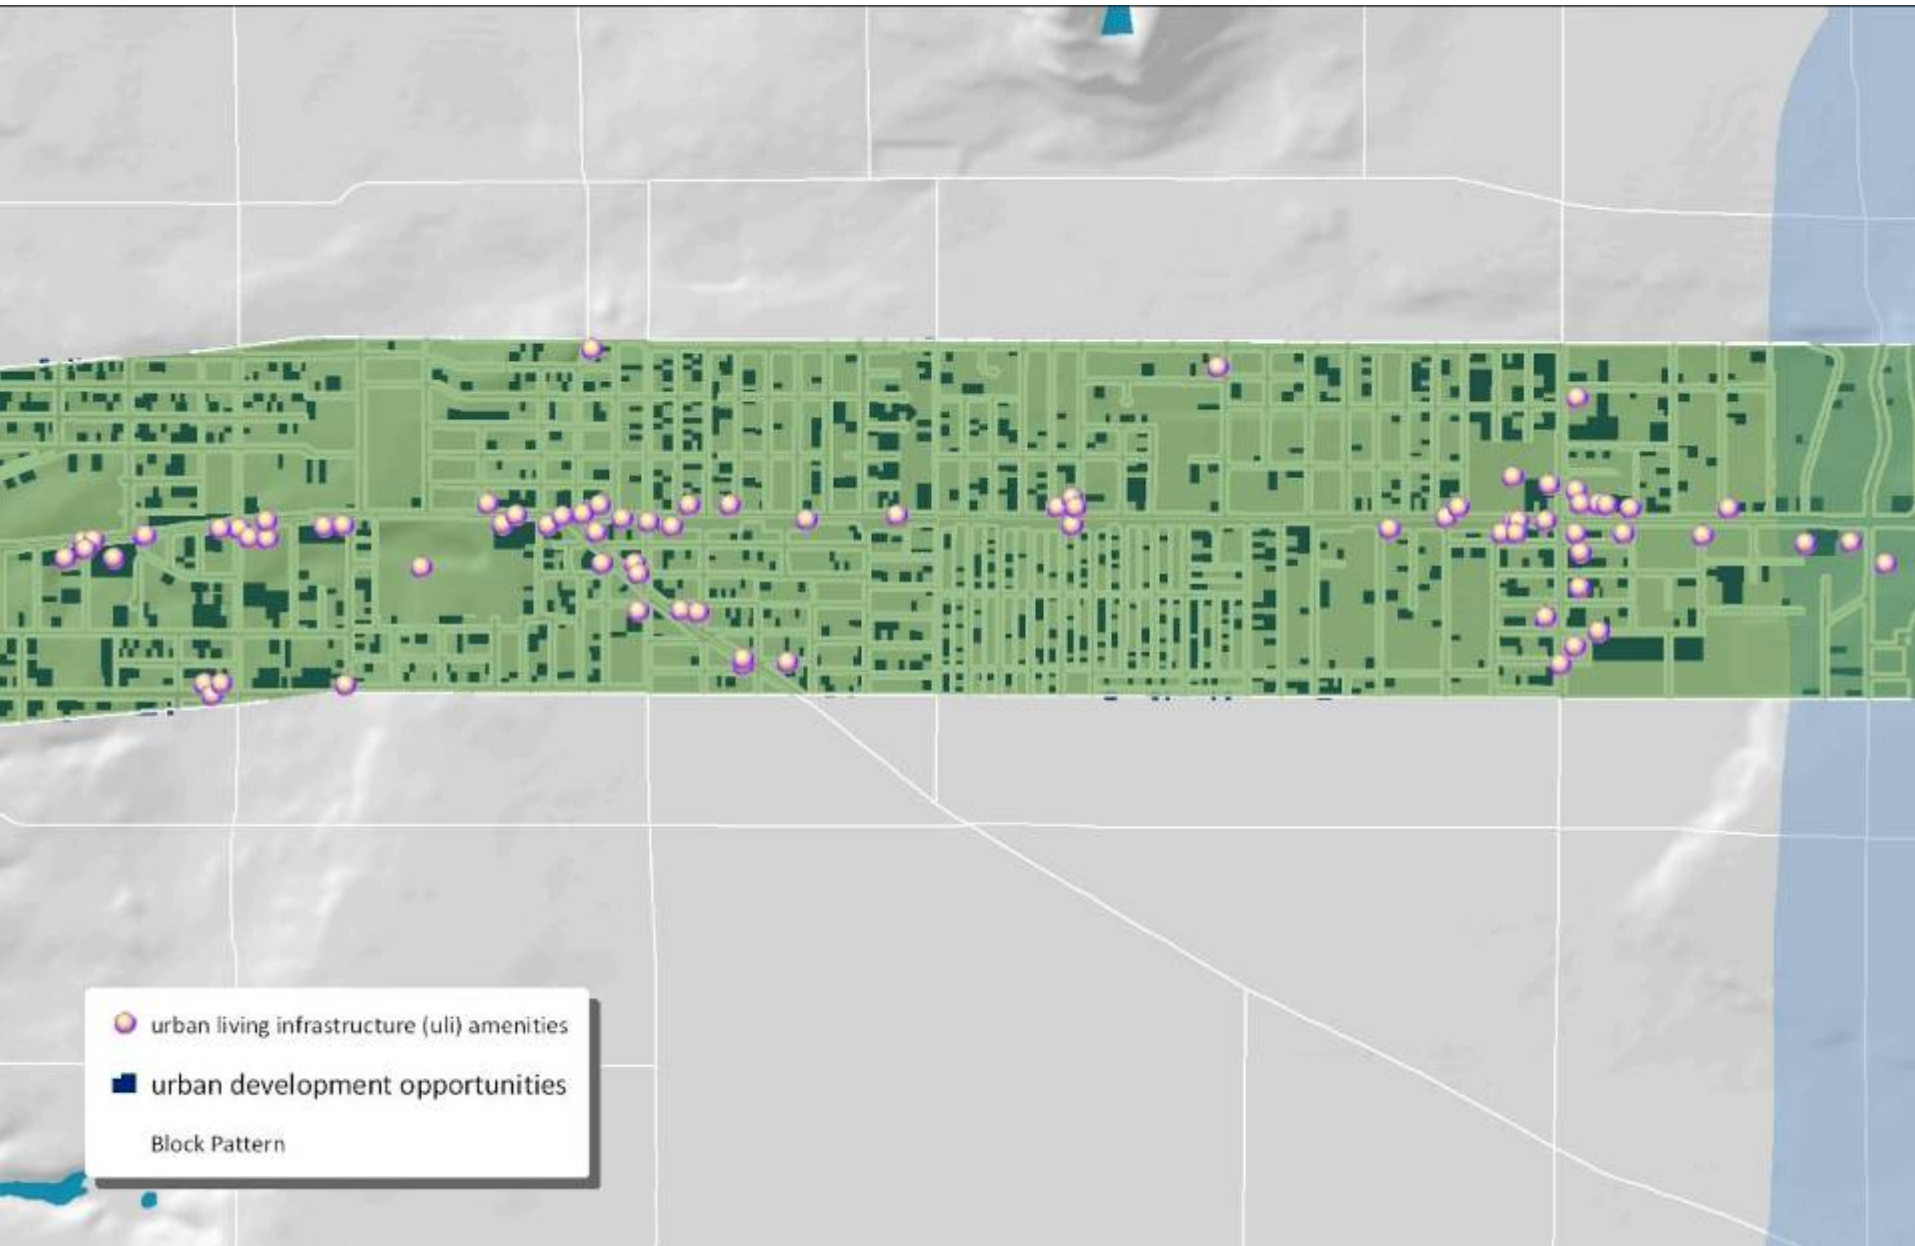 urban living infrastructure (uli) amenities
urban development opportunities
Block Pattern